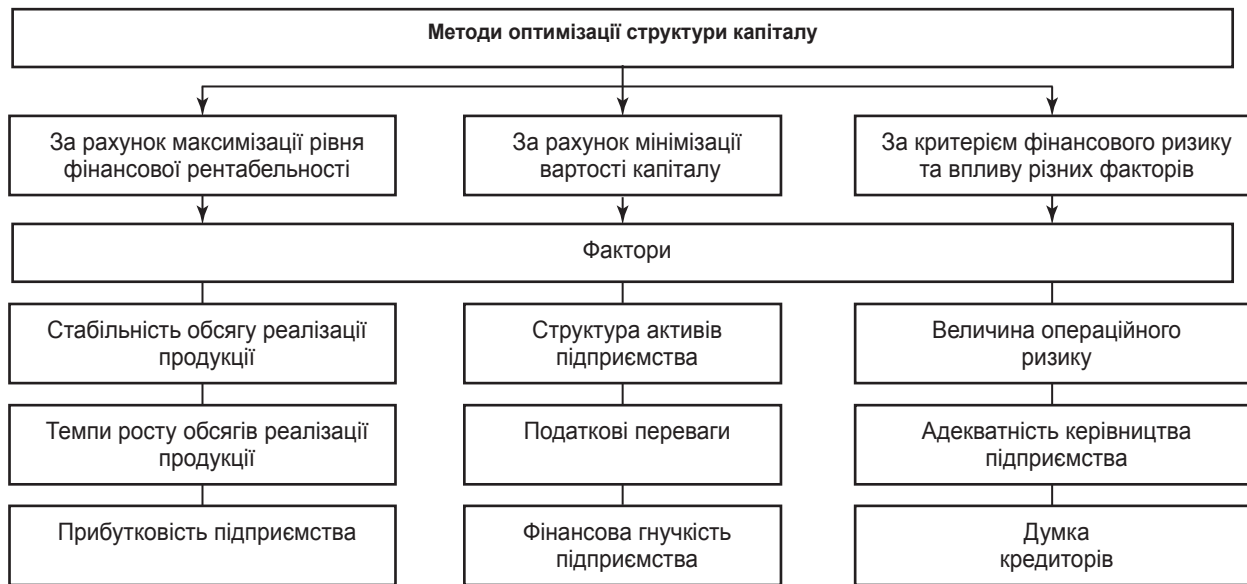 Методи оптимізації структури капіталу
За рахунок максимізації рівня
фінансової рентабельності
За рахунок мінімізації
вартості капіталу
За критерієм фінансового ризику
та впливу різних факторів
Фактори
Стабільність обсягу реалізації
продукції
Структура активів
підприємства
Величина операційного
ризику
Темпи росту обсягів реалізації
продукції
Податкові переваги
Адекватність керівництва
підприємства
Прибутковість підприємства
Фінансова гнучкість
підприємства
Думка
кредиторів